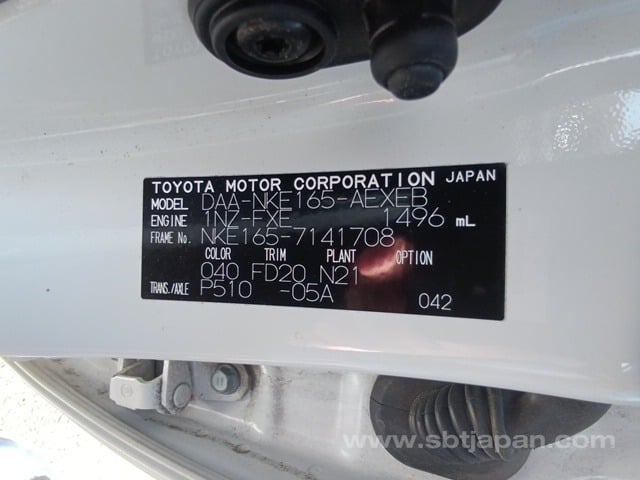 TOYOTA MOTOR CORPORATION JAPAN
MODEL DAA-NKE165-AEXEB
ENGINE 1NZ-FXE 1496 mL
FRAME No. NKE165-7141708
COLOR TRIM PLANT OPTION
040 FD20 N21
TRANS./AXLE P510 -05A 042
www.sbtjapan.com